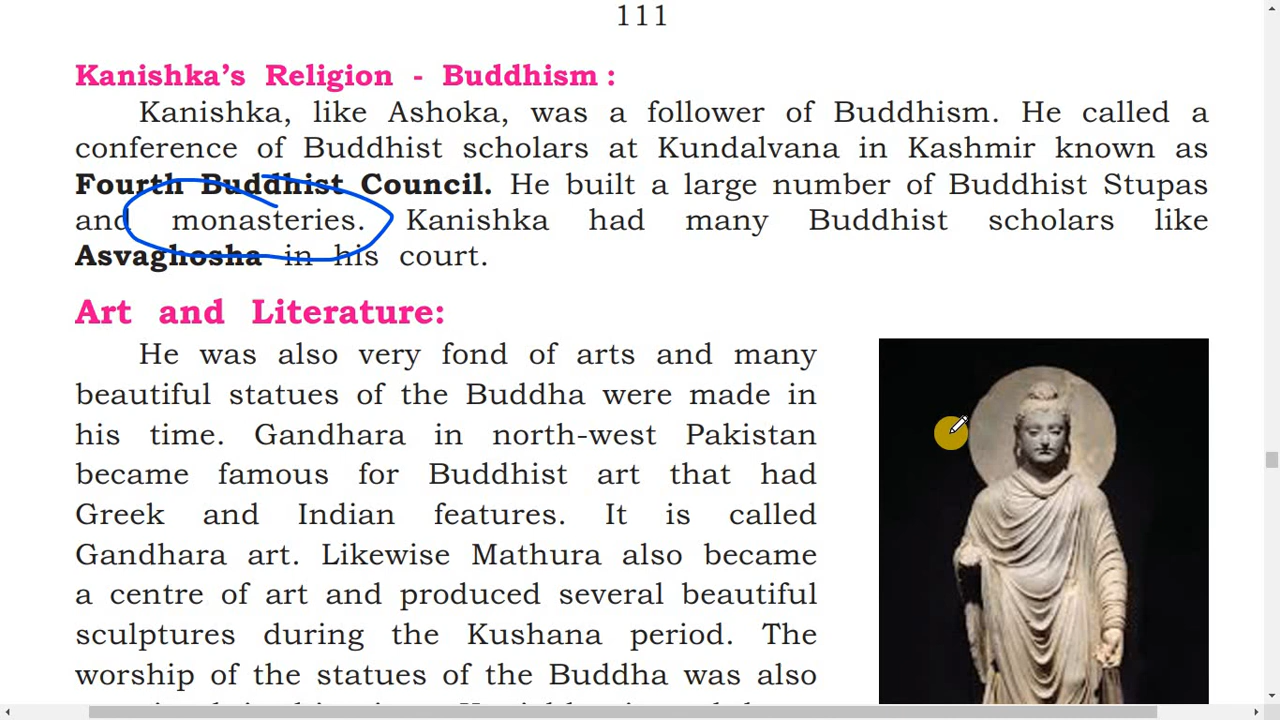 111
Kanishka's Religion - Buddhism :
Kanishka, like Ashoka, was a follower of Buddhism. He called a
conference of Buddhist scholars at Kundalvana in Kashmir known as
Fourth Buddhist Council. He built a large number of Buddhist Stupas
and monasteries. Kanishka had many Buddhist scholars like
Asvaghosha in his court.
Art and Literature:
He was also very fond of arts and many
beautiful statues of the Buddha were made in
his time. Gandhara in north-west Pakistan
became famous for Buddhist art that had
Greek and Indian features. It is called
Gandhara art. Likewise Mathura also became
a centre of art and produced several beautiful
sculptures during the Kushana period. The
worship of the statues of the Buddha was also